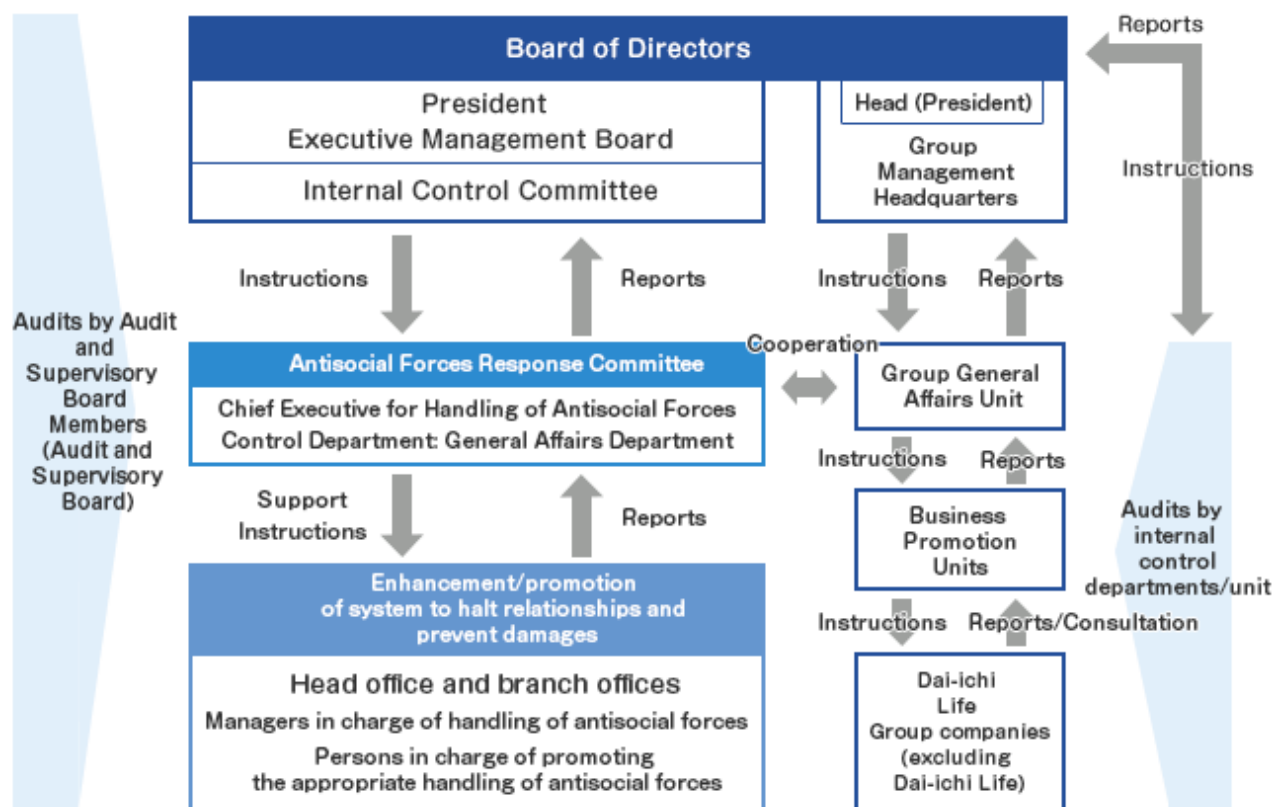 Reports
Board of Directors
President
Executive Management Board
Internal Control Committee
Head (President)
Group
Management
Headquarters
Instructions
Instructions
Reports
Instructions
Reports
Audits by Audit
and
Supervisory
Board
Members
(Audit and
Supervisory
Board)
Cooperation
Antisocial Forces Response Committee
Chief Executive for Handling of Antisocial Forces
Control Department: General Affairs Department
Group General
Affairs Unit
Support
Instructions
Reports
Instructions
Reports
Business
Promotion
Units
Audits by
internal
control
departments/unit
Enhancement/promotion
of system to halt relationships and
prevent damages
Head office and branch offices
Managers in charge of handling of antisocial forces
Persons in charge of promoting
the appropriate handling of antisocial forces
Instructions
Reports/Consultation
Dai-ichi
Life
Group companies
(excluding
Dai-ichi Life)